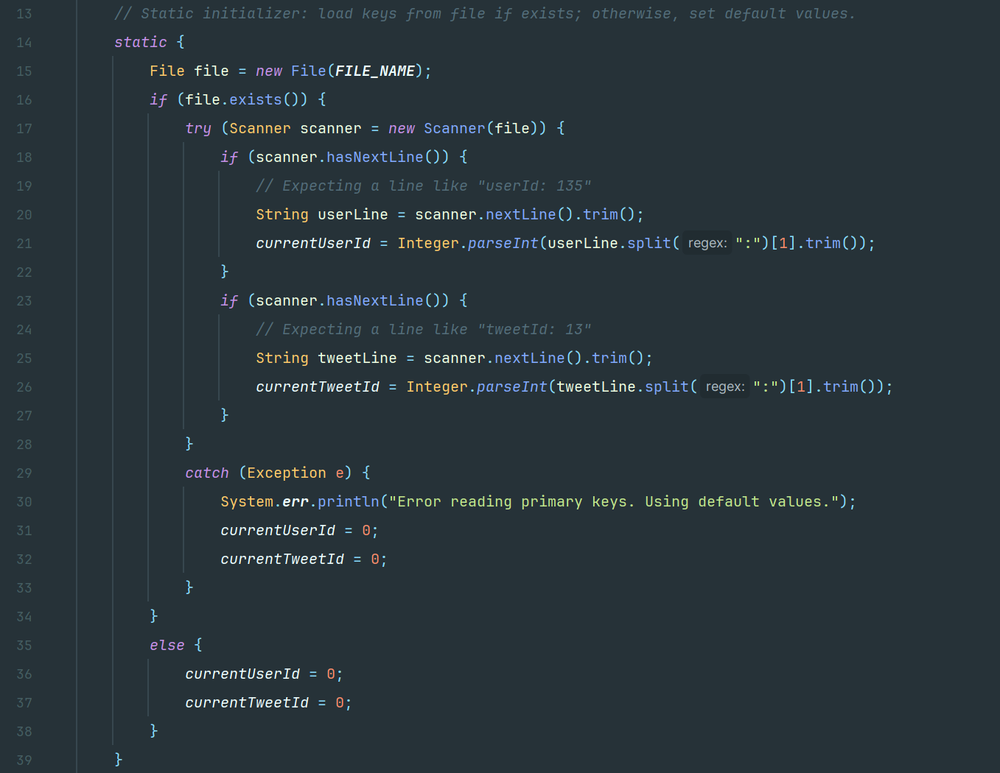 13 // Static initializer: load keys from file if exists; otherwise, set default values.
14 static {
15 File file = new File(FILE_NAME);
16 if (file.exists()) {
17 try (Scanner scanner = new Scanner(file)) {
18 if (scanner.hasNextLine()) {
19 // Expecting a line like "userId: 135"
20 String userLine = scanner.nextLine().trim();
21 currentUserId = Integer.parseInt(userLine.split( regex: ":")[1].trim());
22 }
23 if (scanner.hasNextLine()) {
24 // Expecting a line like "tweetId: 13"
25 String tweetLine = scanner.nextLine().trim();
26 currentTweetId = Integer.parseInt(tweetLine.split( regex: ":")[1].trim());
27 }
28 }
29 catch (Exception e) {
30 System.err.println("Error reading primary keys. Using default values.");
31 currentUserId = 0;
32 currentTweetId = 0;
33 }
34 }
35 else {
36 currentUserId = 0;
37 currentTweetId = 0;
38 }
39 }